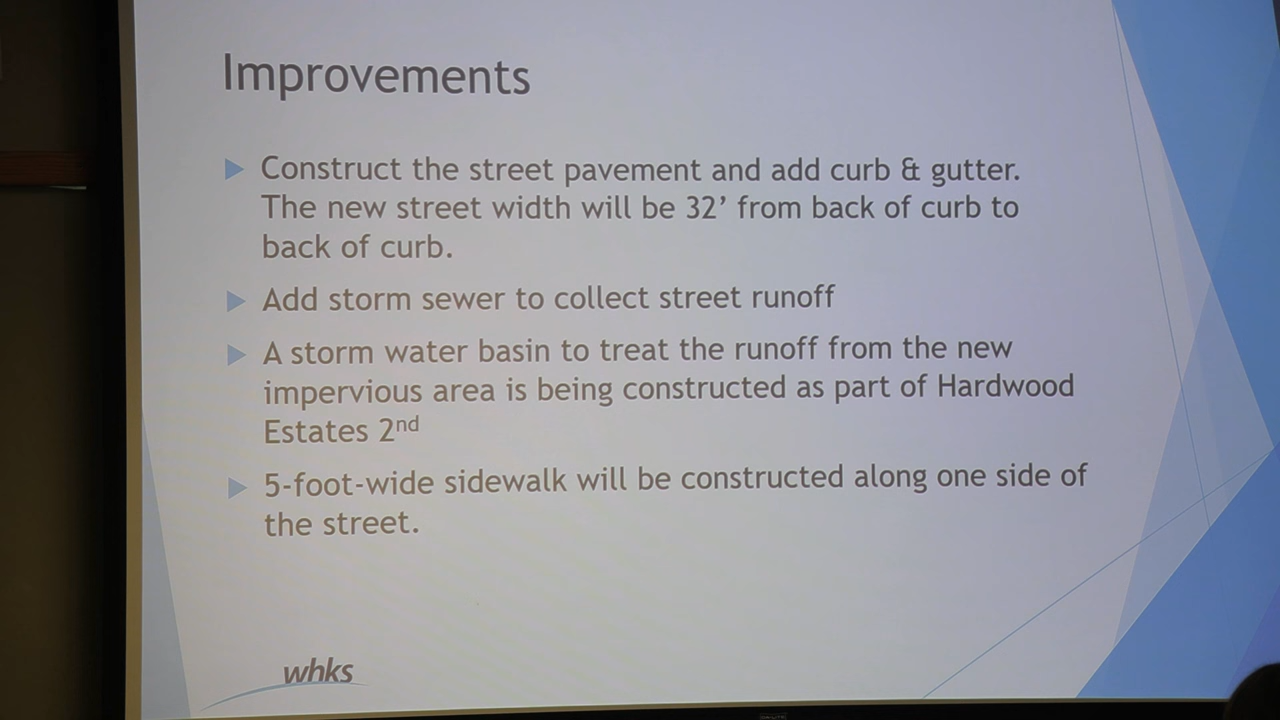 Improvements
Construct the street pavement and add curb & gutter.
The new street width will be 32’ from back of curb to
back of curb.
Add storm sewer to collect street runoff
A storm water basin to treat the runoff from the new
impervious area is being constructed as part of Hardwood
Estates 2nd
5-foot-wide sidewalk will be constructed along one side of
the street.
whks